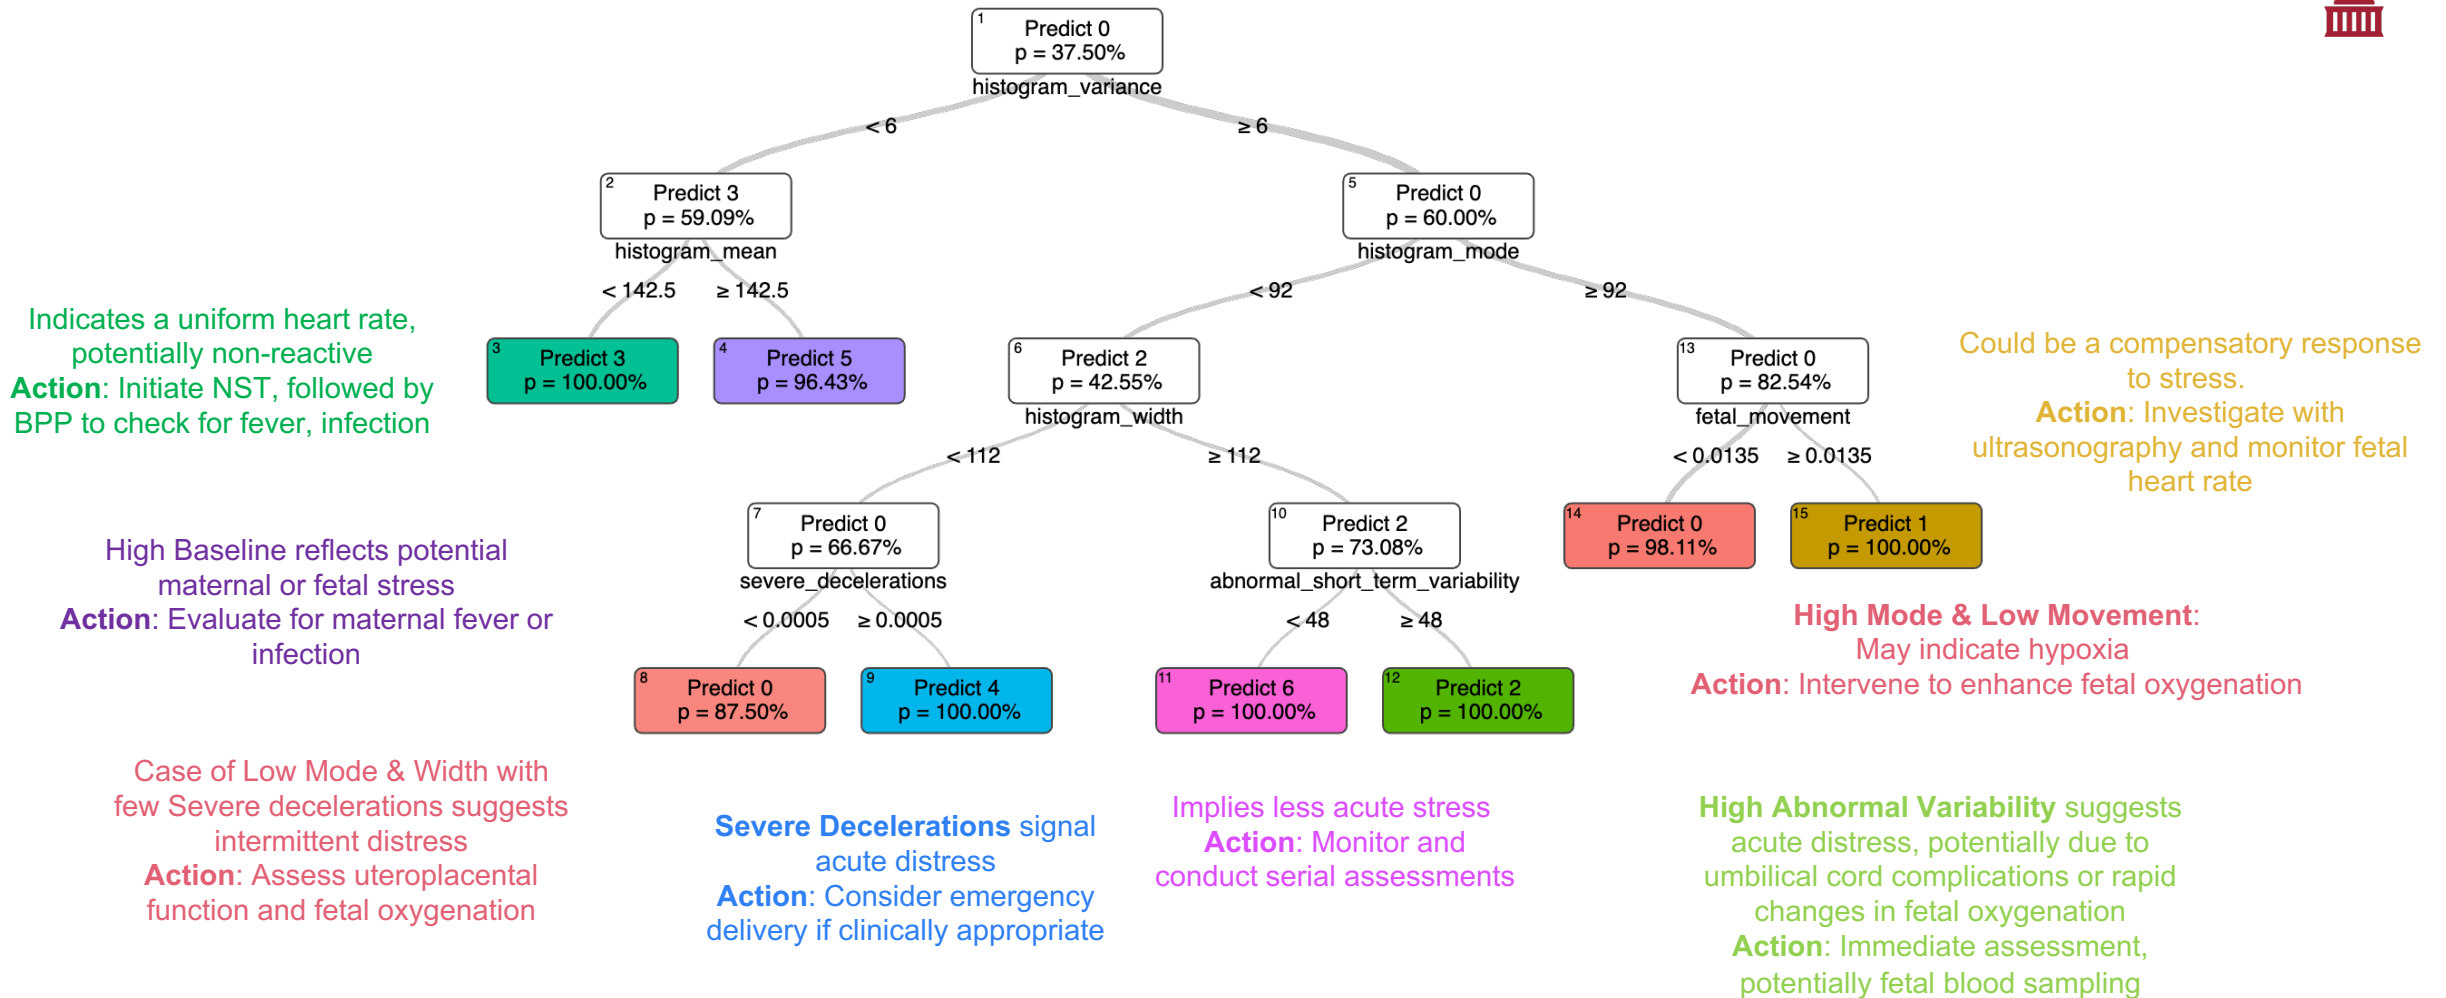 1
Predict 0
p = 37.50%
histogram_variance
< 6
≥ 6
2
Predict 3
p = 59.09%
histogram_mean
5
Predict 0
p = 60.00%
histogram_mode
< 142.5
≥ 142.5
< 92
≥ 92
Indicates a uniform heart rate,
potentially non-reactive
Action: Initiate NST, followed by
BPP to check for fever, infection
3
Predict 3
p = 100.00%
4
Predict 5
p = 96.43%
6
Predict 2
p = 42.55%
histogram_width
13
Predict 0
p = 82.54%
fetal_movement
Could be a compensatory response
to stress.
Action: Investigate with
ultrasonography and monitor fetal
heart rate
< 112
≥ 112
< 0.0135
≥ 0.0135
High Baseline reflects potential
maternal or fetal stress
Action: Evaluate for maternal fever or
infection
7
Predict 0
p = 66.67%
severe_decelerations
10
Predict 2
p = 73.08%
abnormal_short_term_variability
14
Predict 0
p = 98.11%
15
Predict 1
p = 100.00%
< 0.0005
≥ 0.0005
< 48
≥ 48
High Mode & Low Movement:
May indicate hypoxia
Action: Intervene to enhance fetal oxygenation
8
Predict 0
p = 87.50%
9
Predict 4
p = 100.00%
11
Predict 6
p = 100.00%
12
Predict 2
p = 100.00%
Case of Low Mode & Width with
few Severe decelerations suggests
intermittent distress
Action: Assess uteroplacental
function and fetal oxygenation
Severe Decelerations signal
acute distress
Action: Consider emergency
delivery if clinically appropriate
Implies less acute stress
Action: Monitor and
conduct serial assessments
High Abnormal Variability suggests
acute distress, potentially due to
umbilical cord complications or rapid
changes in fetal oxygenation
Action: Immediate assessment,
potentially fetal blood sampling